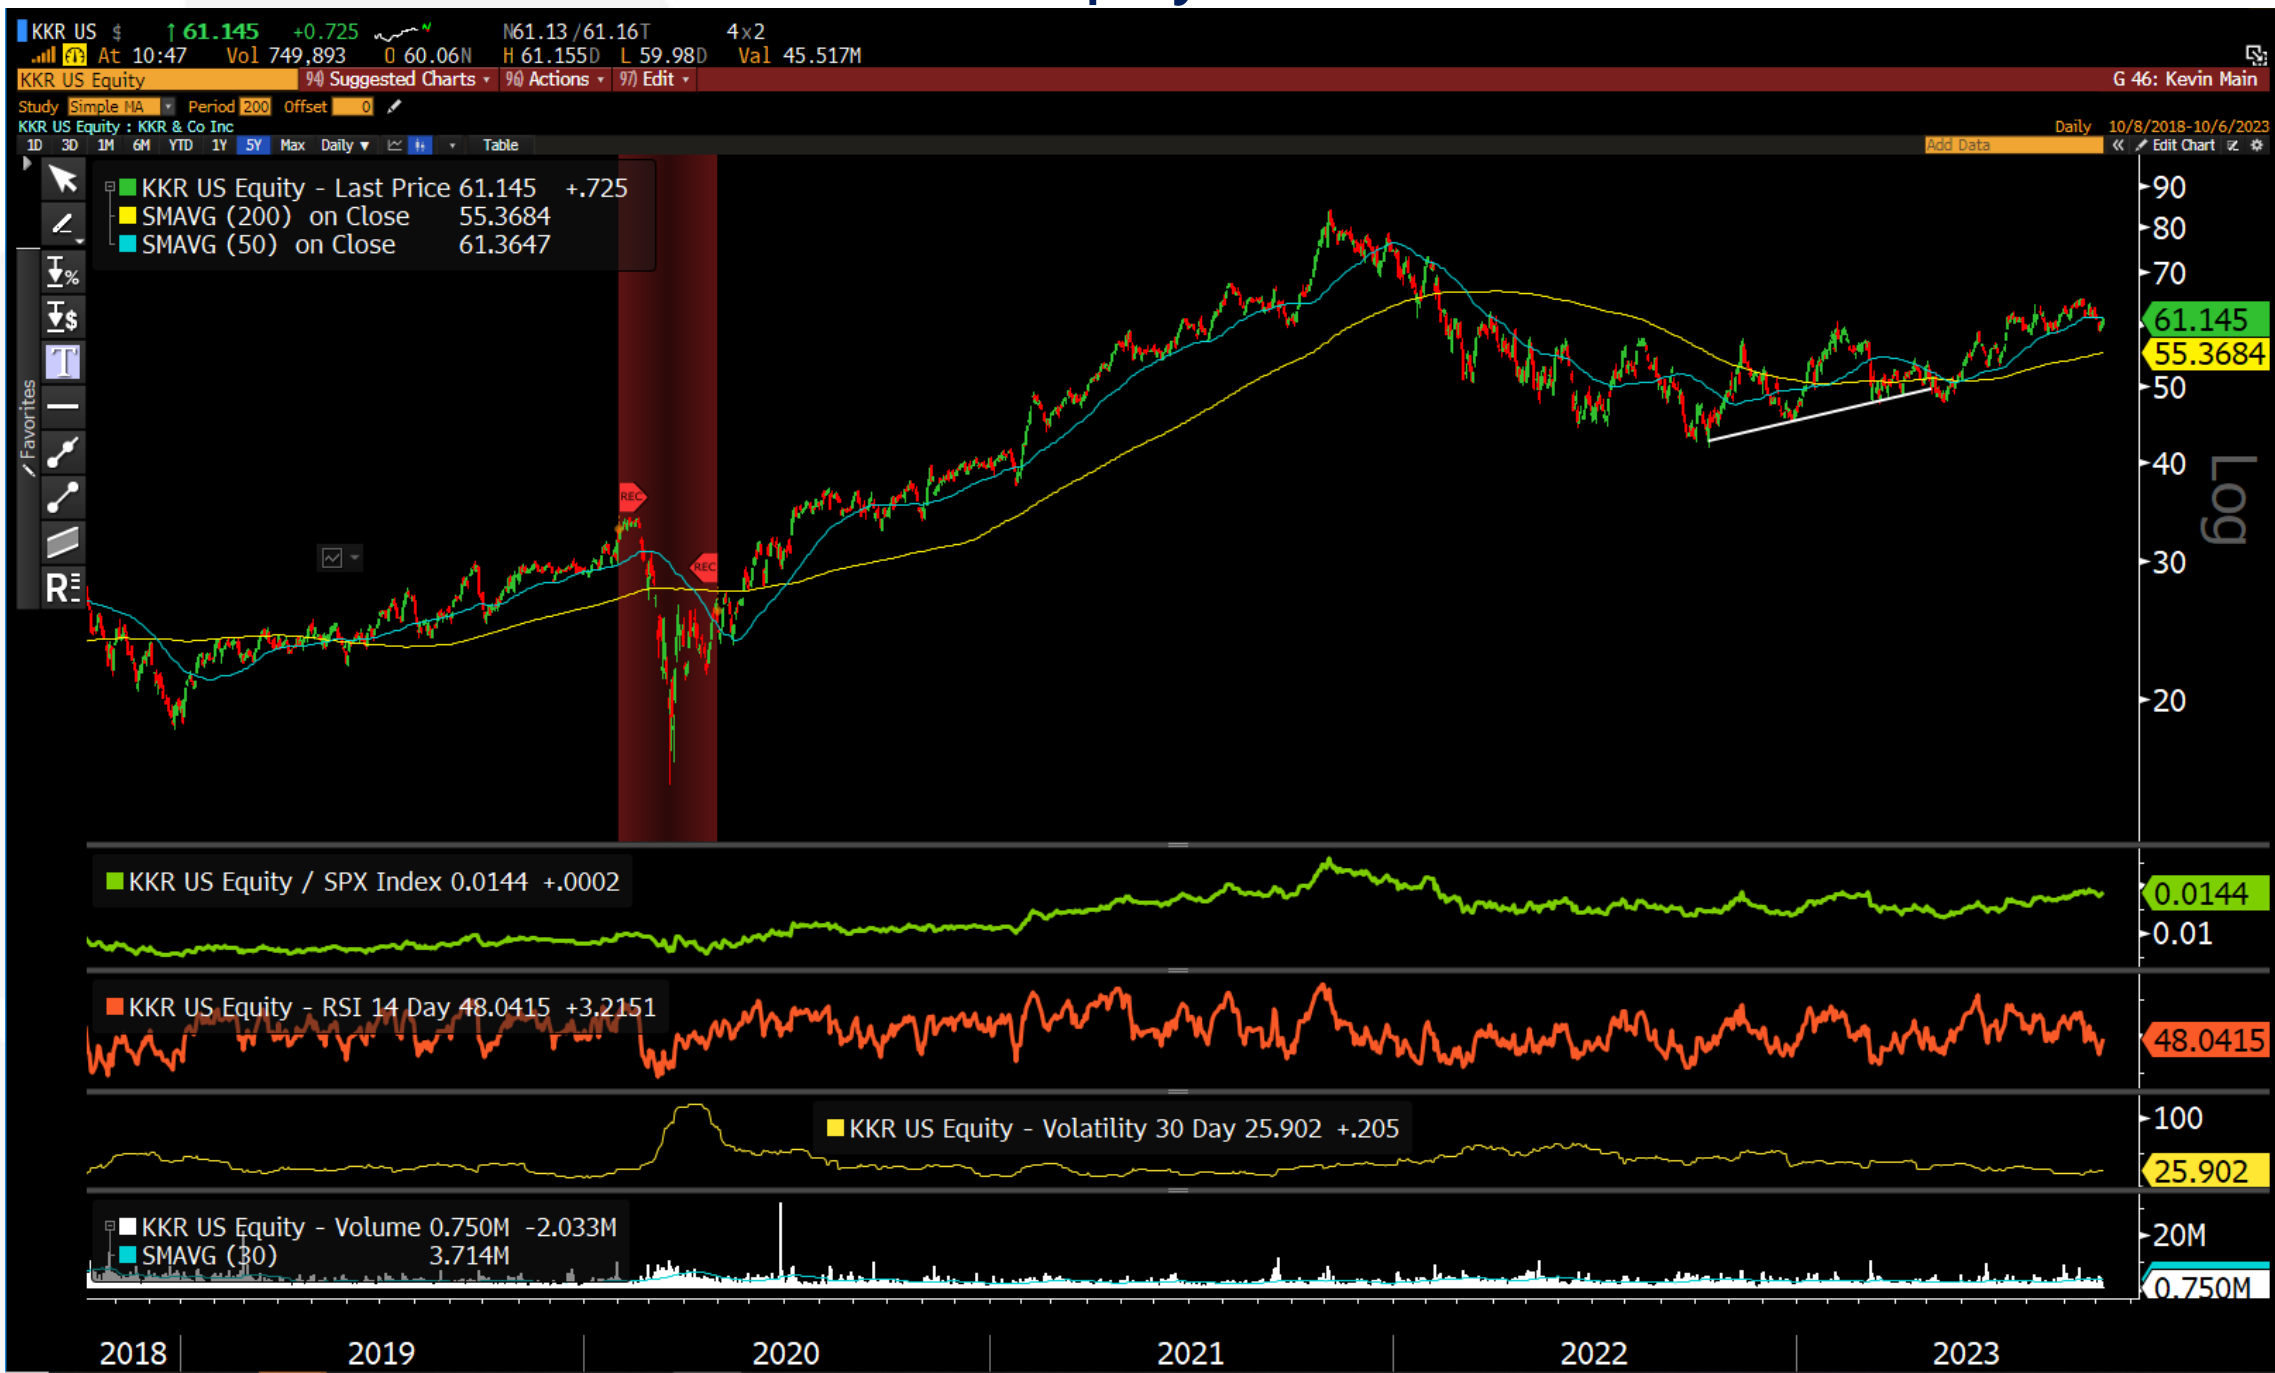 KKR US $ ↑ 61.145 +0.725 N61.13/61.16T 4x2
At 10:47 Vol 749,893 O 60.06N H 61.155D L 59.98D Val 45.517M
KKR US Equity 94) Suggested Charts 96) Actions 97) Edit G 46: Kevin Main
Study Simple MA Period 200 Offset 0
KKR US Equity : KKR & Co Inc
Daily 10/8/2018-10/6/2023
1D 3D 1M 6M YTD 1Y 5Y Max Daily ▼ Table Add Data « Edit Chart
KKR US Equity - Last Price 61.145 +.725
SMAVG (200) on Close 55.3684
SMAVG (50) on Close 61.3647
%
$
T
Favorites
R
REC
REC
90
80
70
61.145
55.3684
50
40
30
20
Log
KKR US Equity / SPX Index 0.0144 +.0002
0.0144
0.01
KKR US Equity - RSI 14 Day 48.0415 +3.2151
48.0415
KKR US Equity - Volatility 30 Day 25.902 +.205
100
25.902
KKR US Equity - Volume 0.750M -2.033M
SMAVG (30) 3.714M
20M
0.750M
2018 2019 2020 2021 2022 2023